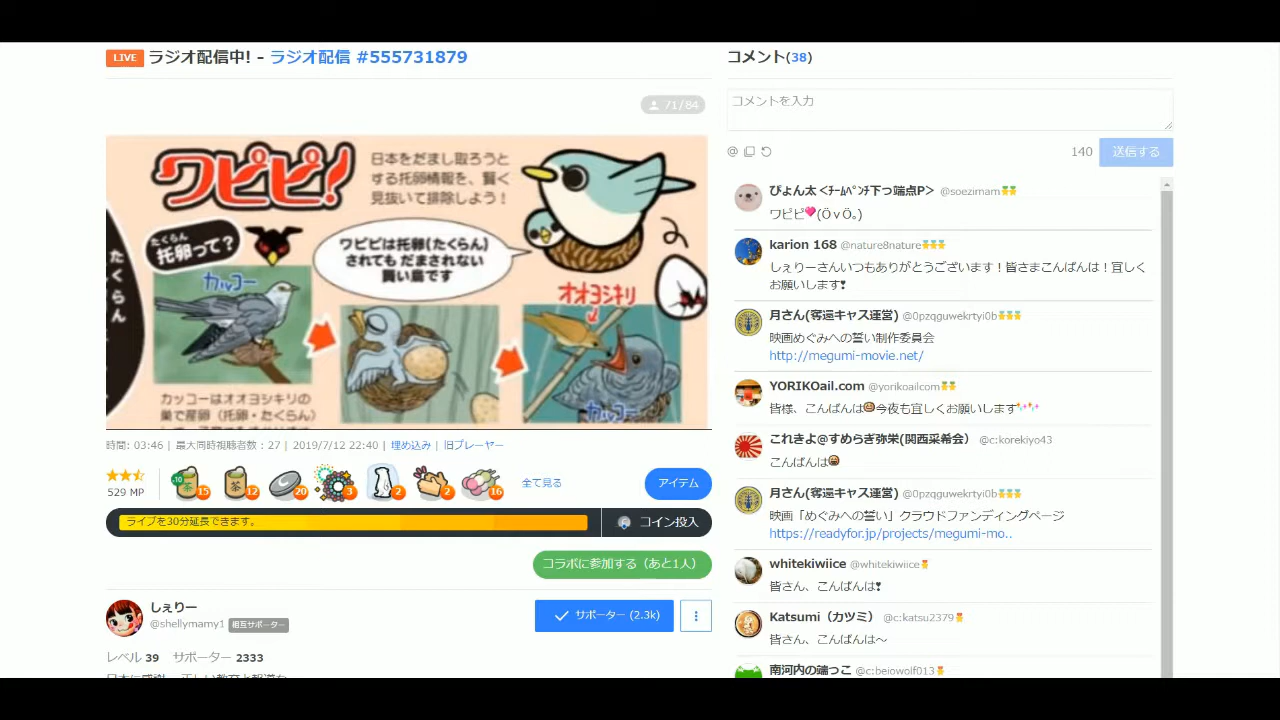 LIVE ラジオ配信中! - ラジオ配信 #555731879
71/84
ワピピ!
日本をだまし取ろうと
する托卵情報を、賢く
見抜いて排除しよう!
たくらん
托卵って?
ワピピは托卵(たくらん)
されても だまされない
賢い鳥です
たくらん
カッコー
オオヨシキリ
カッコー
カッコーはオオヨシキリの
巣で産卵(托卵・たくらん)
時間: 03:46 | 最大同時視聴者数 : 27 | 2019/7/12 22:40 | 埋め込み | 旧プレーヤー
529 MP
+10
茶
15
茶
12
20
3
2
2
16
全て見る
アイテム
ライブを30分延長できます。
コイン投入
コラボに参加する(あと1人)
しぇりー
@shellymamy1 相互サポーター
サポーター (2.3k)
レベル 39 サポーター 2333
コメント(38)
コメントを入力
@
140
送信する
ぴょん太<ﾁｰﾑﾍﾟﾝﾁ下っ端点P> @soezimam
ワピピ💖(ӦｖӦ｡)
karion 168 @nature8nature
しぇりーさんいつもありがとうございます！皆さまこんばんは！宜しく
お願いします❣
月さん(奪還キャス運営) @0pzqguwekrtyi0b
映画めぐみへの誓い制作委員会
http://megumi-movie.net/
YORIKOail.com @yorikoailcom
皆様、こんばんは😄今夜も宜しくお願いします✨✨
これきよ@すめらぎ弥栄(関西采希会） @c:korekiyo43
こんばんは😄
月さん(奪還キャス運営) @0pzqguwekrtyi0b
映画「めぐみへの誓い」クラウドファンディングページ
https://readyfor.jp/projects/megumi-mo..
whitekiwiice @whitekiwiice
皆さん、こんばんは❣
Katsumi（カツミ） @c:katsu2379
皆さん、こんばんは～
南河内の端っこ @c:beiowolf013